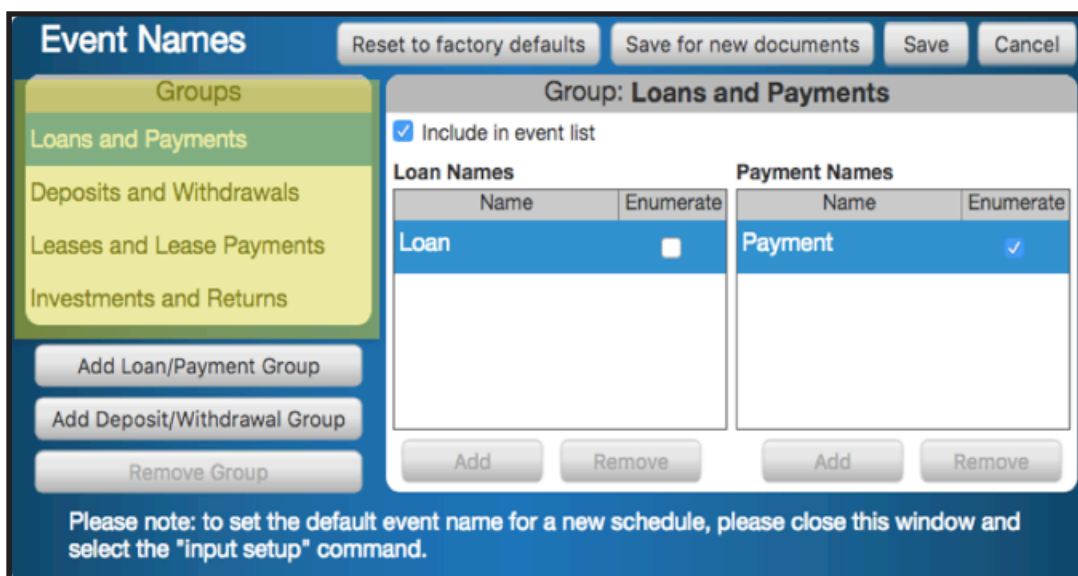 Event Names
Reset to factory defaults
Save for new documents
Save
Cancel
Groups
Loans and Payments
Deposits and Withdrawals
Leases and Lease Payments
Investments and Returns
Add Loan/Payment Group
Add Deposit/Withdrawal Group
Remove Group
Group: Loans and Payments
Include in event list
Loan Names
Name Enumerate
Loan
Add Remove
Payment Names
Name Enumerate
Payment
Add Remove
Please note: to set the default event name for a new schedule, please close this window and
select the "input setup" command.